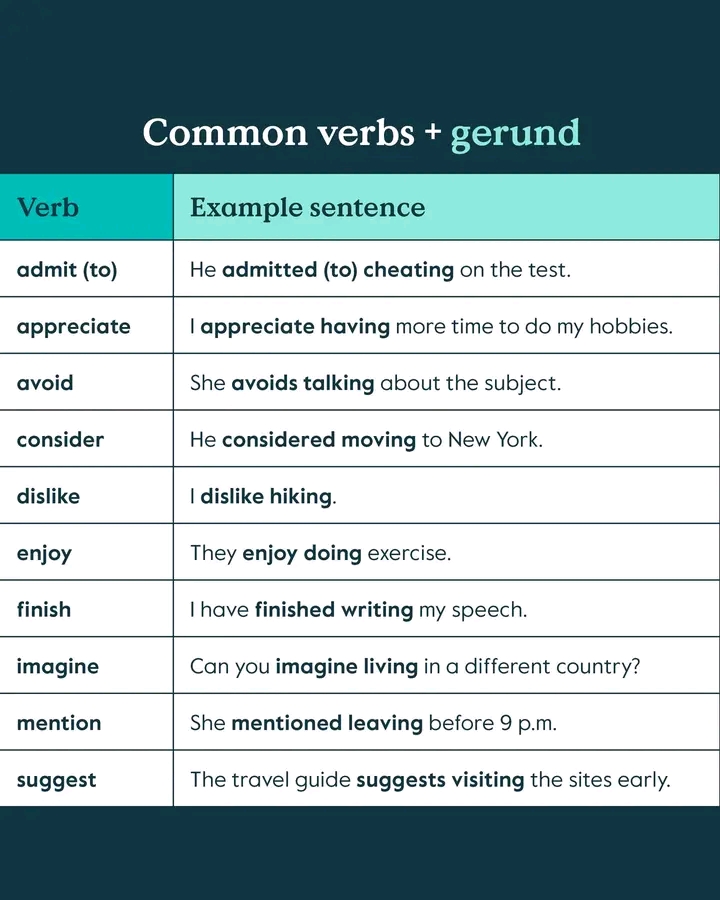 Common verbs + gerund
Verb Example sentence
admit (to) He admitted (to) cheating on the test.
appreciate I appreciate having more time to do my hobbies.
avoid She avoids talking about the subject.
consider He considered moving to New York.
dislike I dislike hiking.
enjoy They enjoy doing exercise.
finish I have finished writing my speech.
imagine Can you imagine living in a different country?
mention She mentioned leaving before 9 p.m.
suggest The travel guide suggests visiting the sites early.